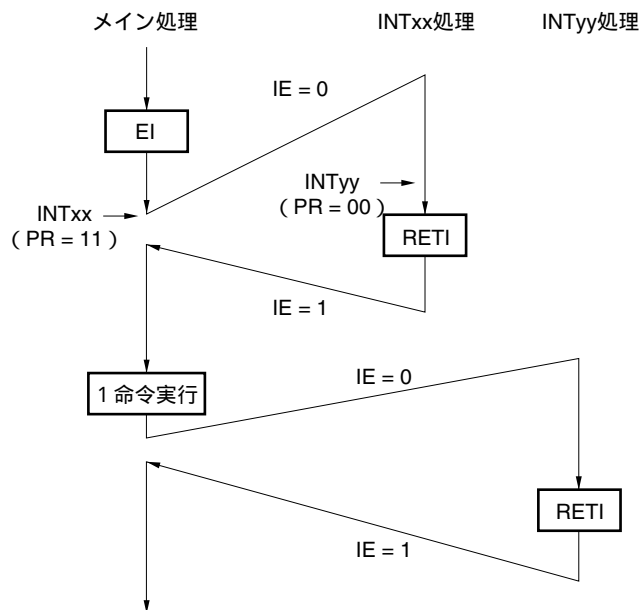 メイン処理 INTxx処理 INTyy処理
IE = 0
EI
INTyy
( PR = 00 )
INTxx
( PR = 11 )
RETI
IE = 1
IE = 0
1 命令実行
RETI
IE = 1